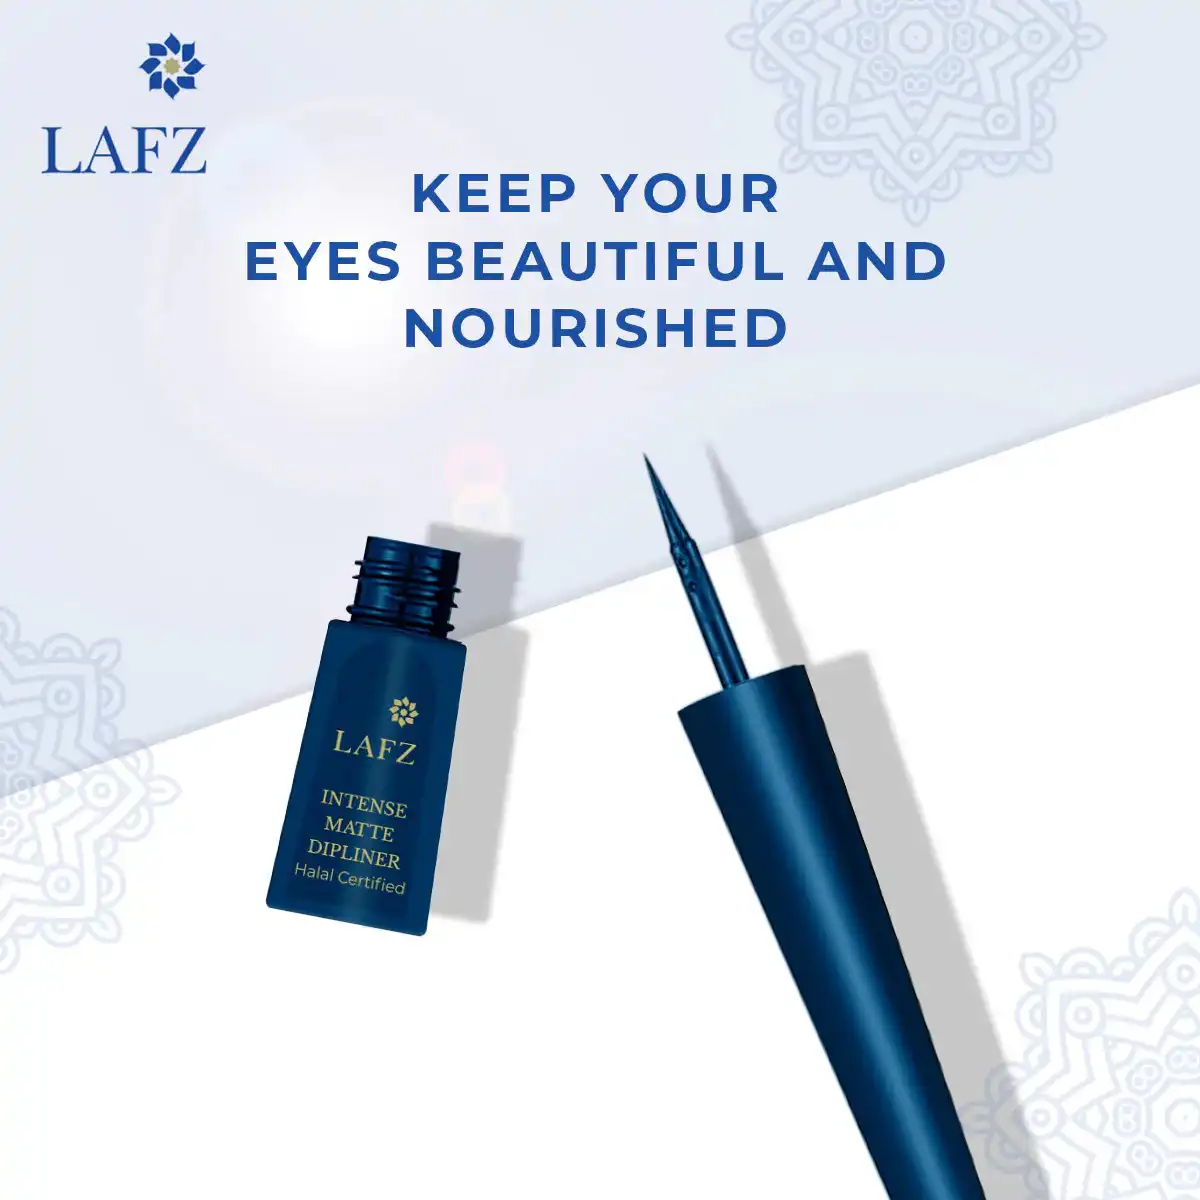 LAFZ
KEEP YOUR
EYES BEAUTIFUL AND
NOURISHED
LAFZ
INTENSE
MATTE
DIPLINER
Halal Certified